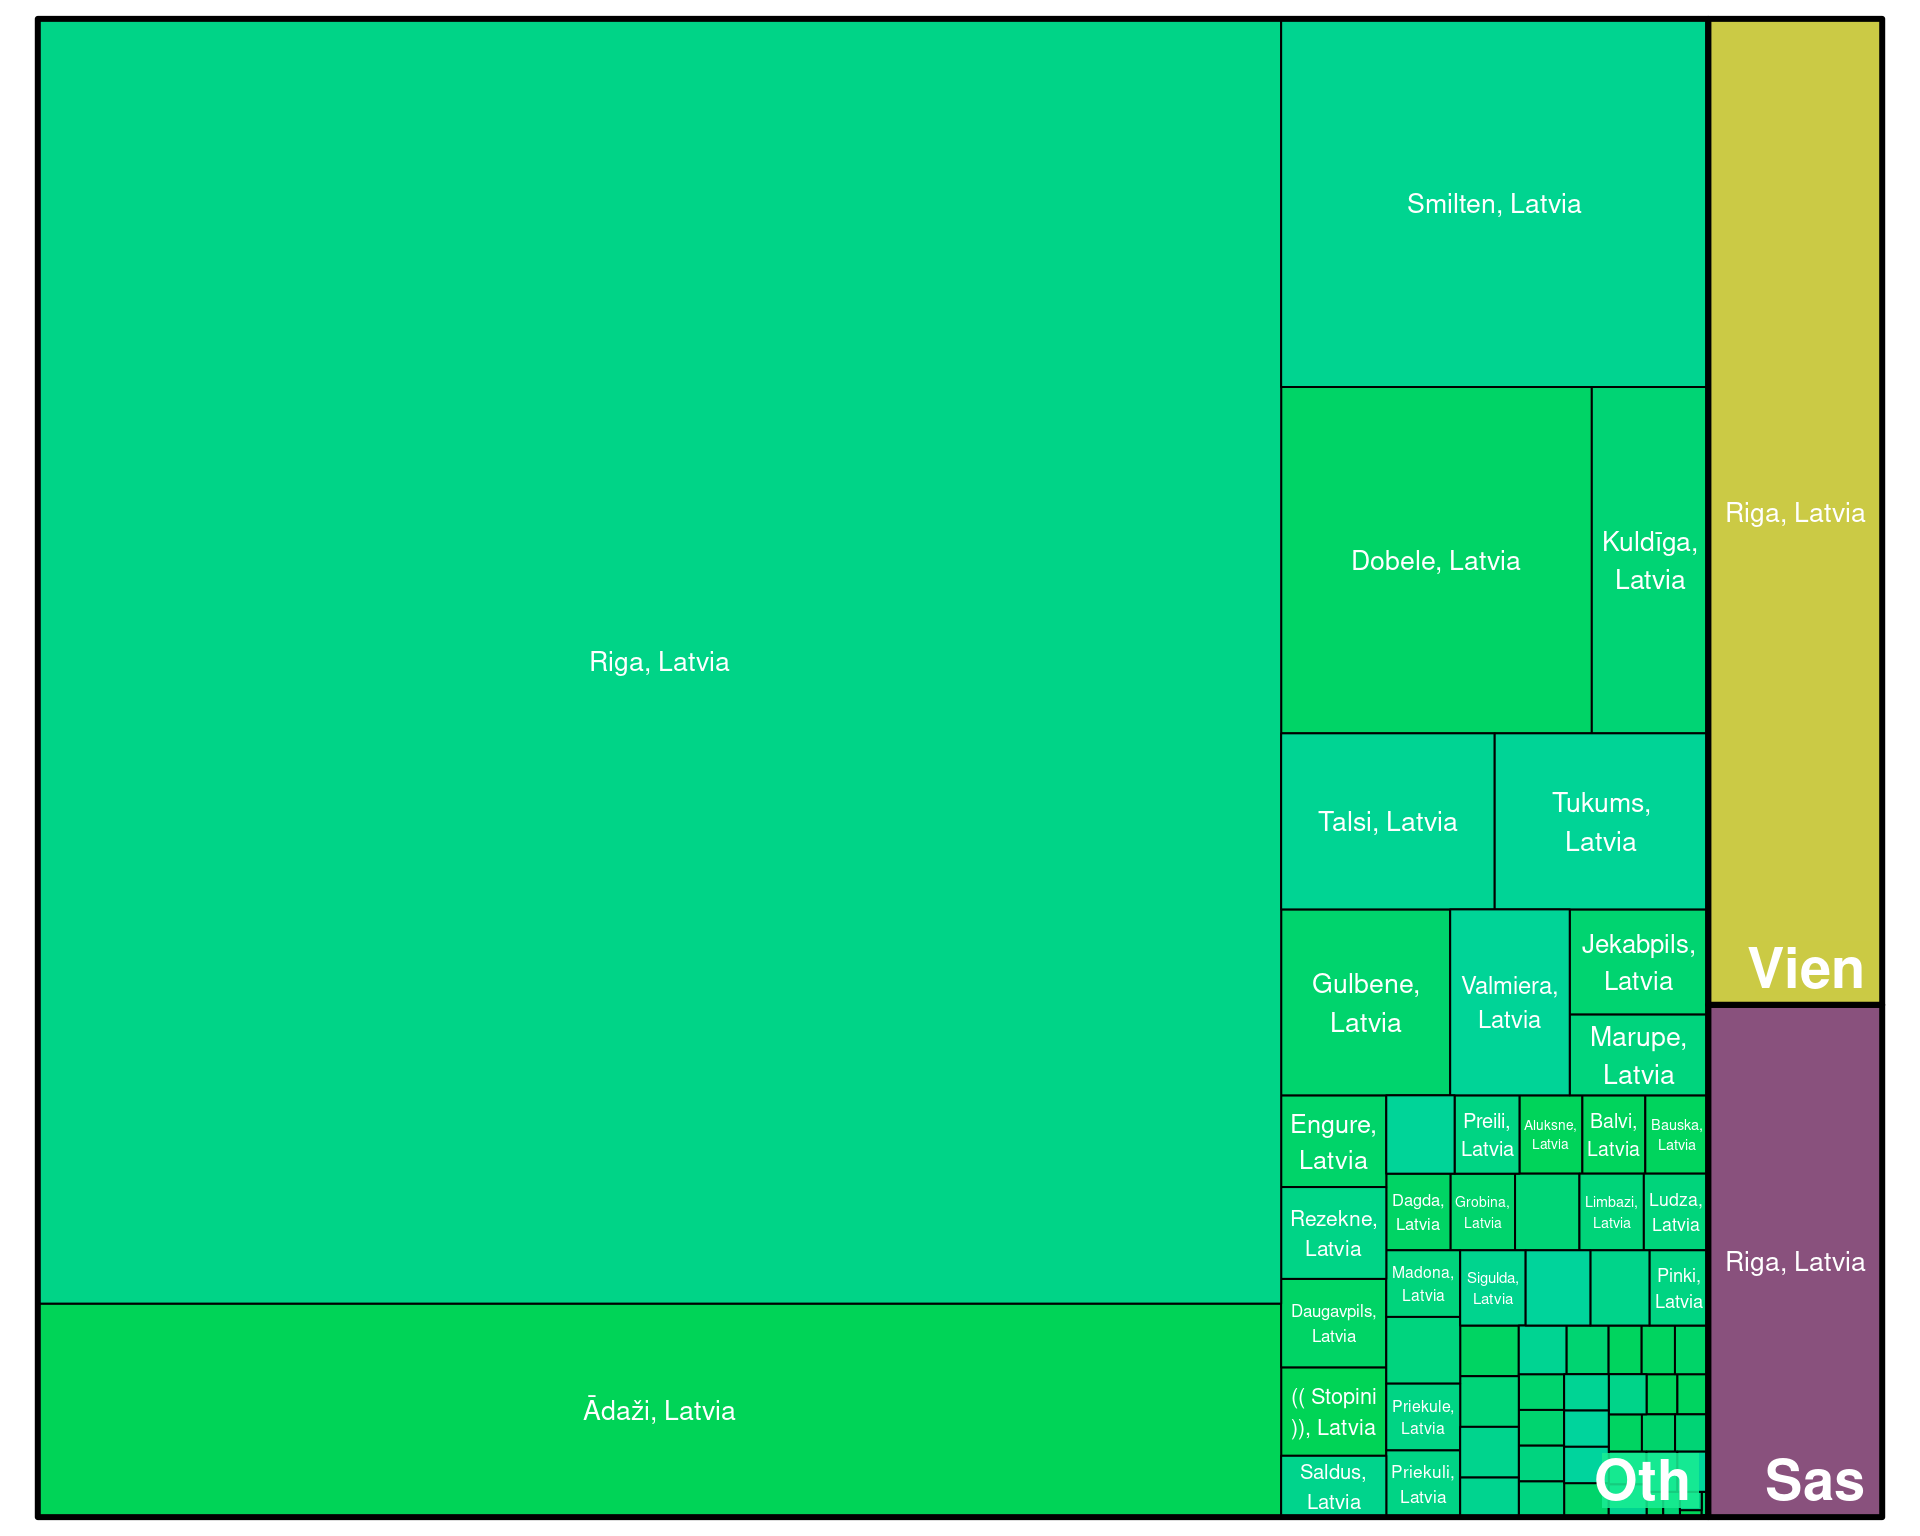 Riga, Latvia
Ādaži, Latvia
Smilten, Latvia
Dobele, Latvia
Kuldīga,
Latvia
Talsi, Latvia
Tukums,
Latvia
Gulbene,
Latvia
Valmiera,
Latvia
Jekabpils,
Latvia
Marupe,
Latvia
Engure,
Latvia
Rezekne,
Latvia
Daugavpils,
Latvia
(( Stopini
)), Latvia
Saldus,
Latvia
Preili,
Latvia
Aluksne,
Latvia
Balvi,
Latvia
Bauska,
Latvia
Dagda,
Latvia
Grobina,
Latvia
Limbazi,
Latvia
Ludza,
Latvia
Madona,
Latvia
Sigulda,
Latvia
Pinki,
Latvia
Priekule,
Latvia
Priekuli,
Latvia
Oth
Riga, Latvia
Vien
Riga, Latvia
Sas